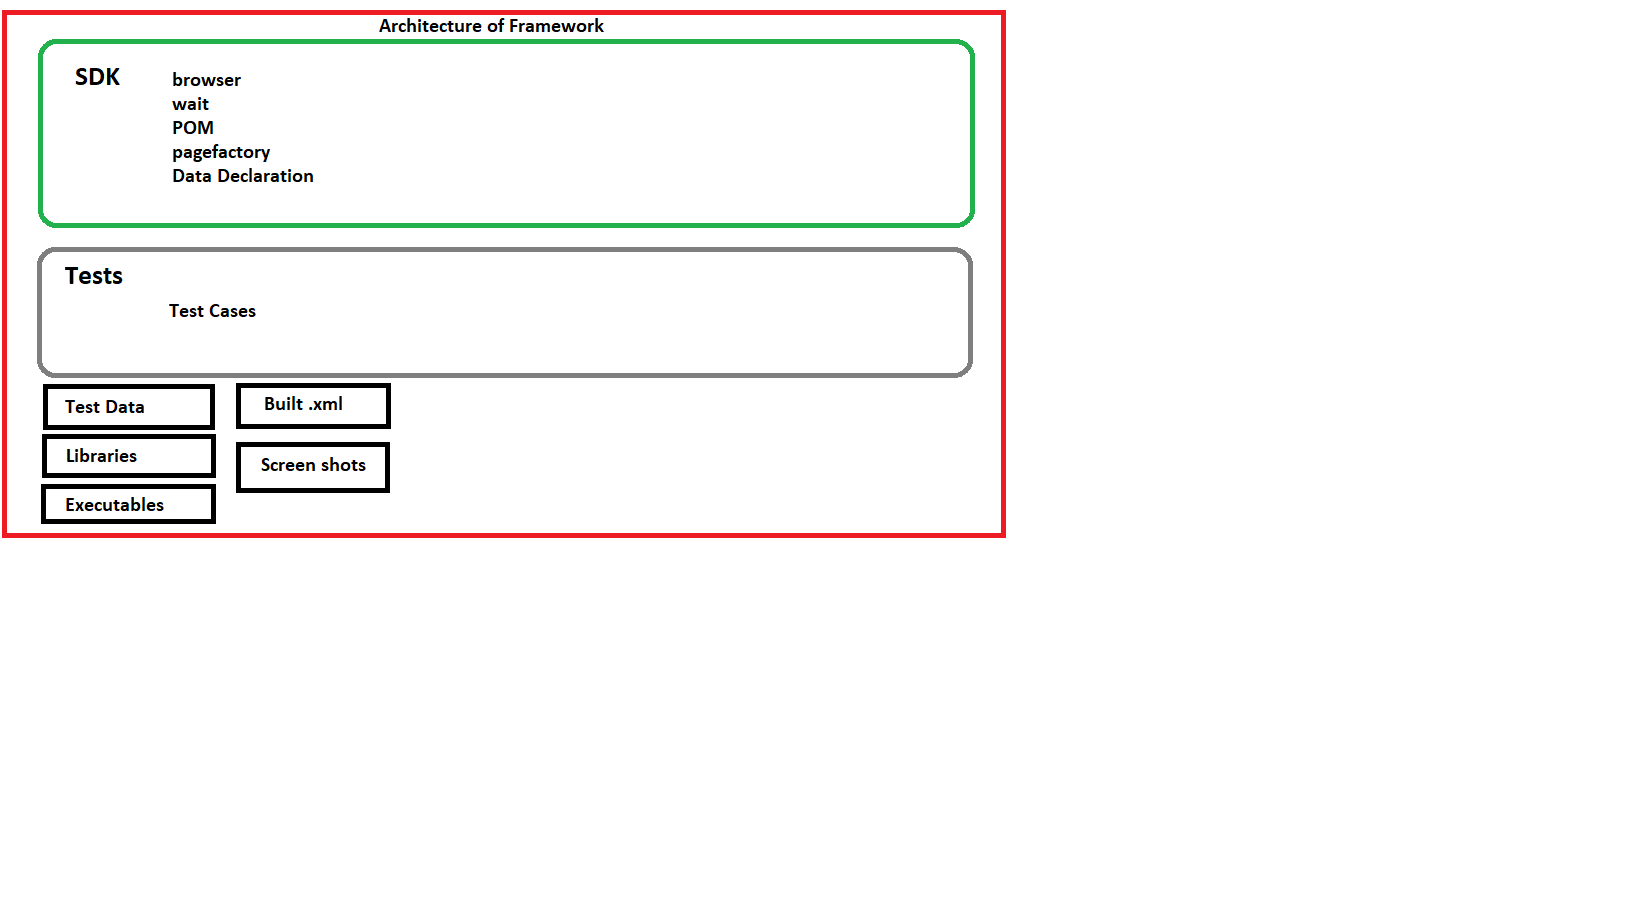 Architecture of Framework
SDK
browser
wait
POM
pagefactory
Data Declaration
Tests
Test Cases
Test Data
Built .xml
Libraries
Screen shots
Executables